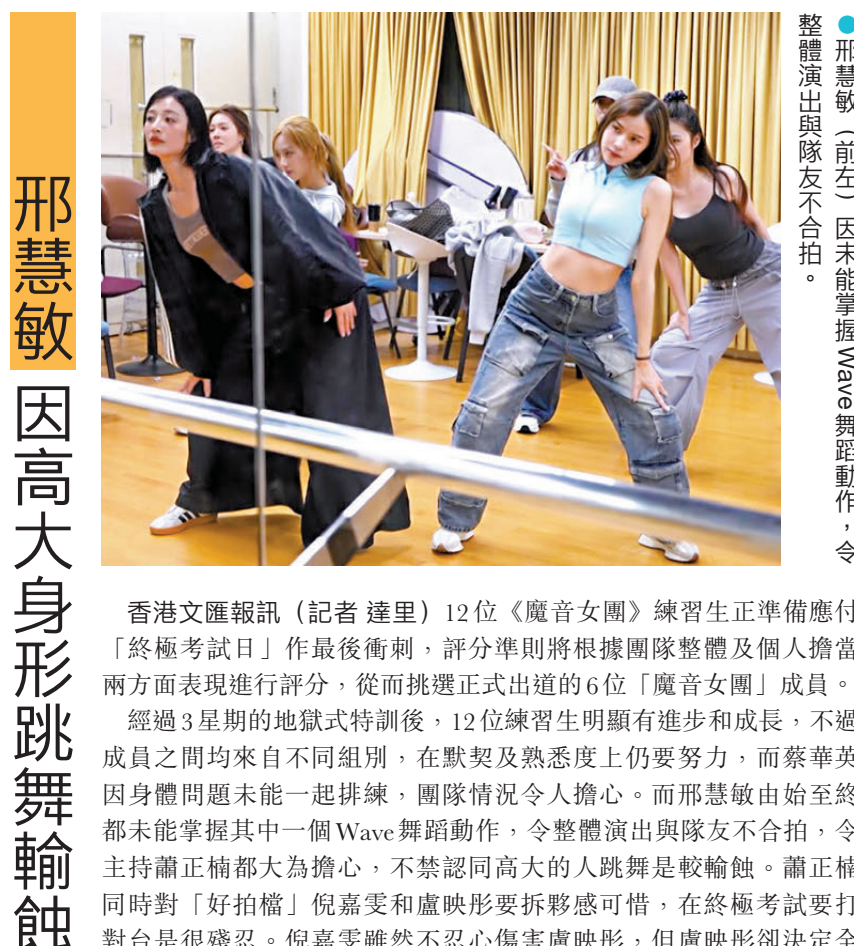 邢慧敏 因高大身形跳舞輸蝕
●邢慧敏（前左）因未能掌握Wave舞蹈動作，令
整體演出與隊友不合拍。
香港文匯報訊（記者 達里）12位《魔音女團》練習生正準備應付
「終極考試日」作最後衝刺，評分準則將根據團隊整體及個人擔當
兩方面表現進行評分，從而挑選正式出道的6位「魔音女團」成員。
經過3星期的地獄式特訓後，12位練習生明顯有進步和成長，不過
成員之間均來自不同組別，在默契及熟悉度上仍要努力，而蔡華英
因身體問題未能一起排練，團隊情況令人擔心。而邢慧敏由始至終
都未能掌握其中一個Wave舞蹈動作，令整體演出與隊友不合拍，令
主持蕭正楠都大為擔心，不禁認同高大的人跳舞是較輸蝕。蕭正楠
同時對「好拍檔」倪嘉雯和盧映彤要拆夥感可惜，在終極考試要打
對台是很殘忍。倪嘉雯雖然不忍心傷害盧映彤，但盧映彤卻決定全